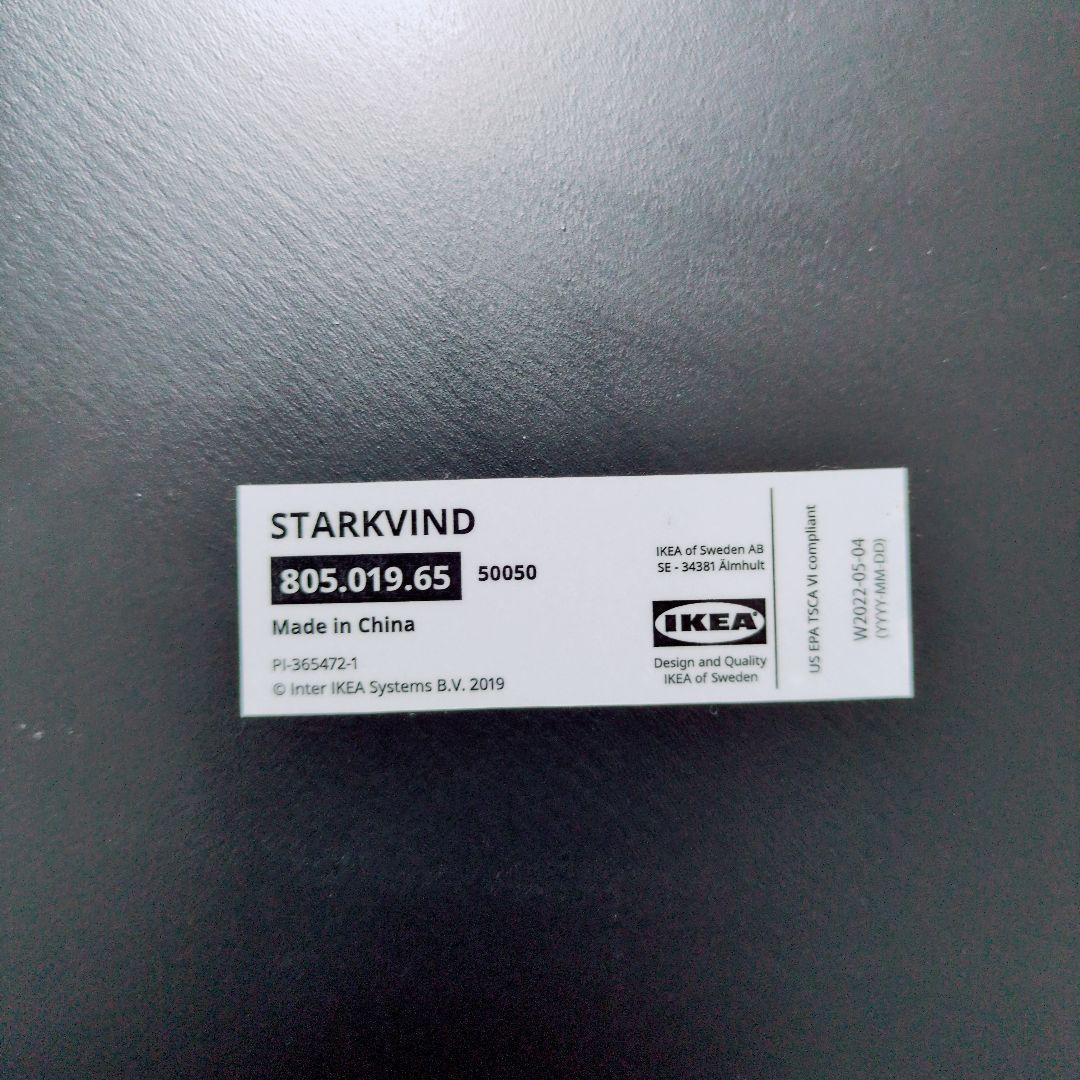 STARKVIND
805.019.65 50050
Made in China
PI-365472-1
© Inter IKEA Systems B.V. 2019
IKEA of Sweden AB
SE - 34381 Älmhult
IKEA®
Design and Quality
IKEA of Sweden
US EPA TSCA VI compliant
W2022-05-04
(YYYY-MM-DD)